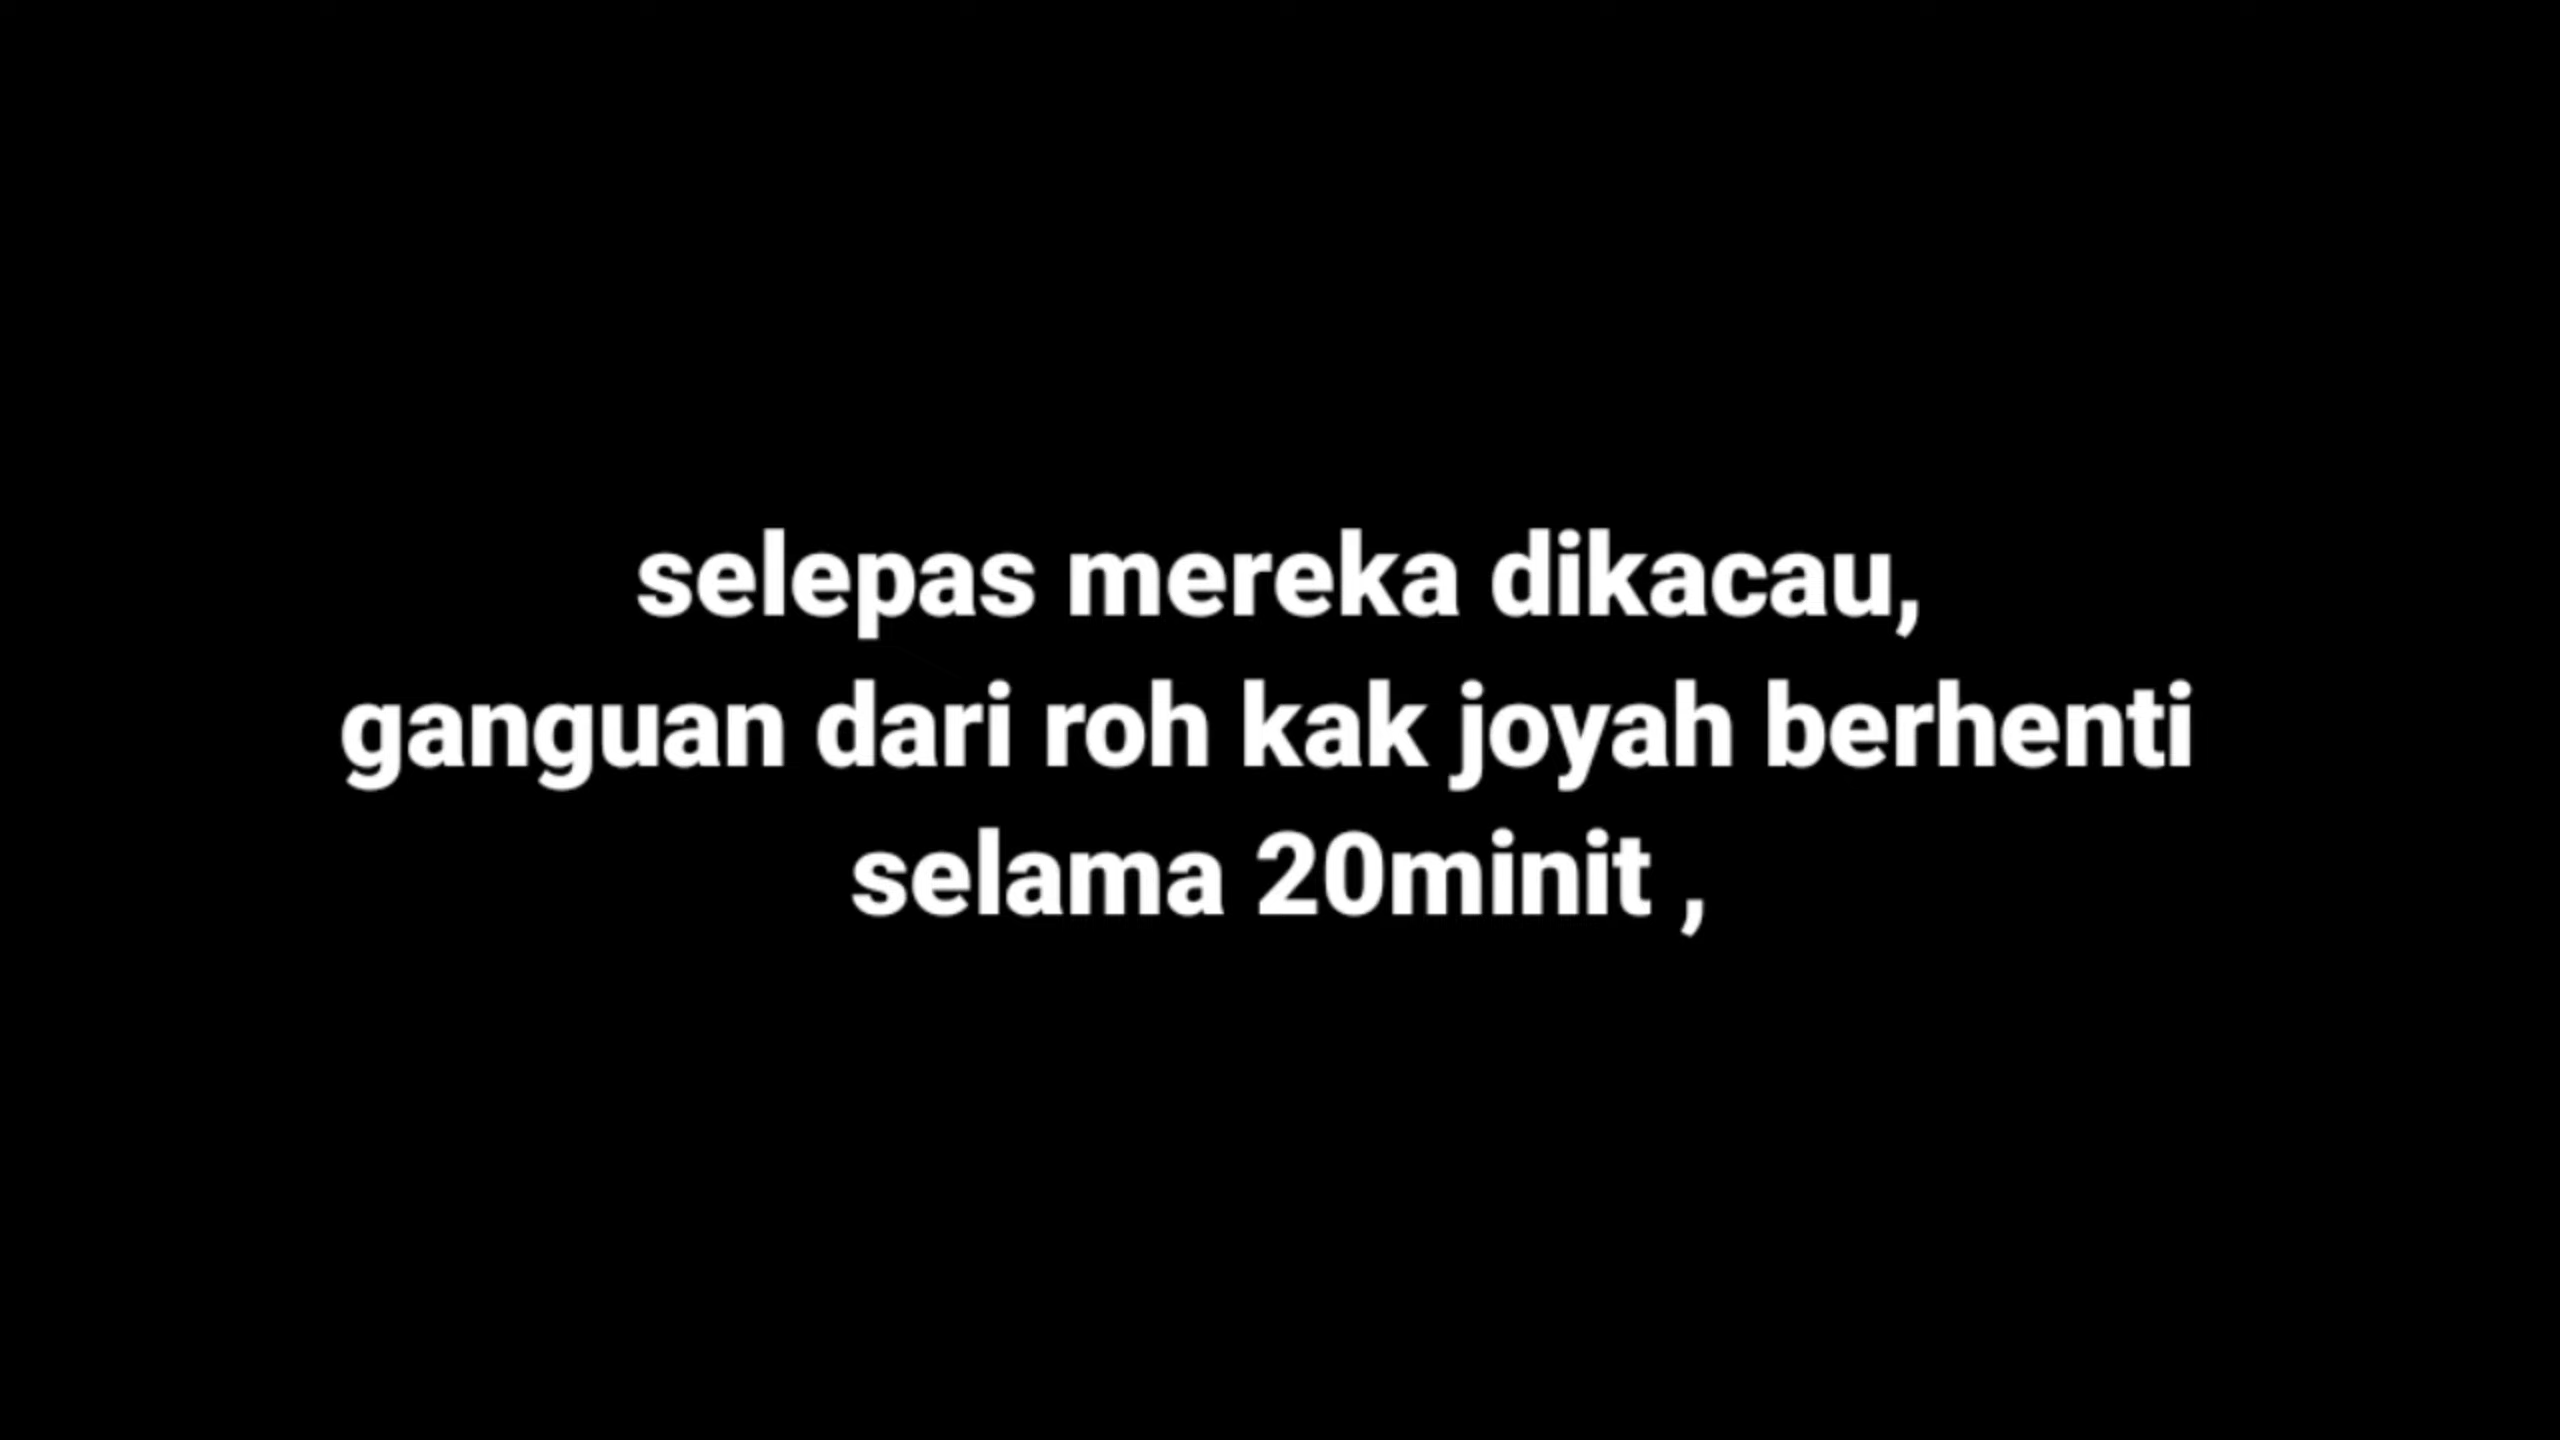 selepas mereka dikacau,
ganguan dari roh kak joyah berhenti
selama 20minit ,